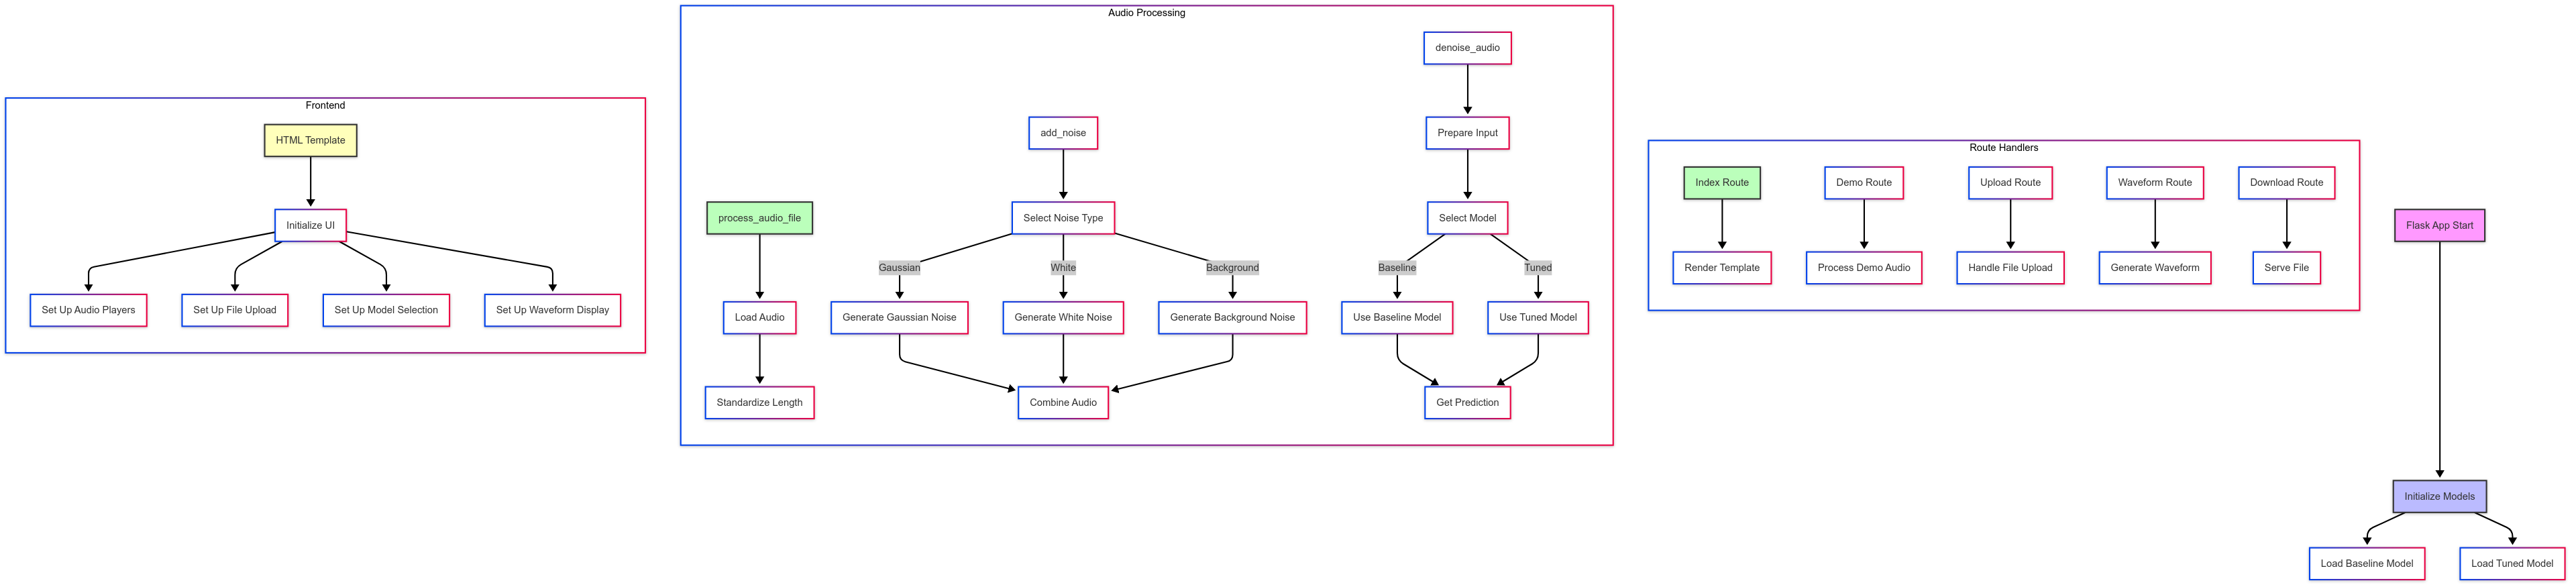 Frontend
HTML Template
Initialize UI
Set Up Audio Players
Set Up File Upload
Set Up Model Selection
Set Up Waveform Display
Audio Processing
process_audio_file
Load Audio
Standardize Length
add_noise
Select Noise Type
Gaussian
White
Background
Generate Gaussian Noise
Generate White Noise
Generate Background Noise
Combine Audio
denoise_audio
Prepare Input
Select Model
Baseline
Tuned
Use Baseline Model
Use Tuned Model
Get Prediction
Route Handlers
Index Route
Demo Route
Upload Route
Waveform Route
Download Route
Render Template
Process Demo Audio
Handle File Upload
Generate Waveform
Serve File
Flask App Start
Initialize Models
Load Baseline Model
Load Tuned Model